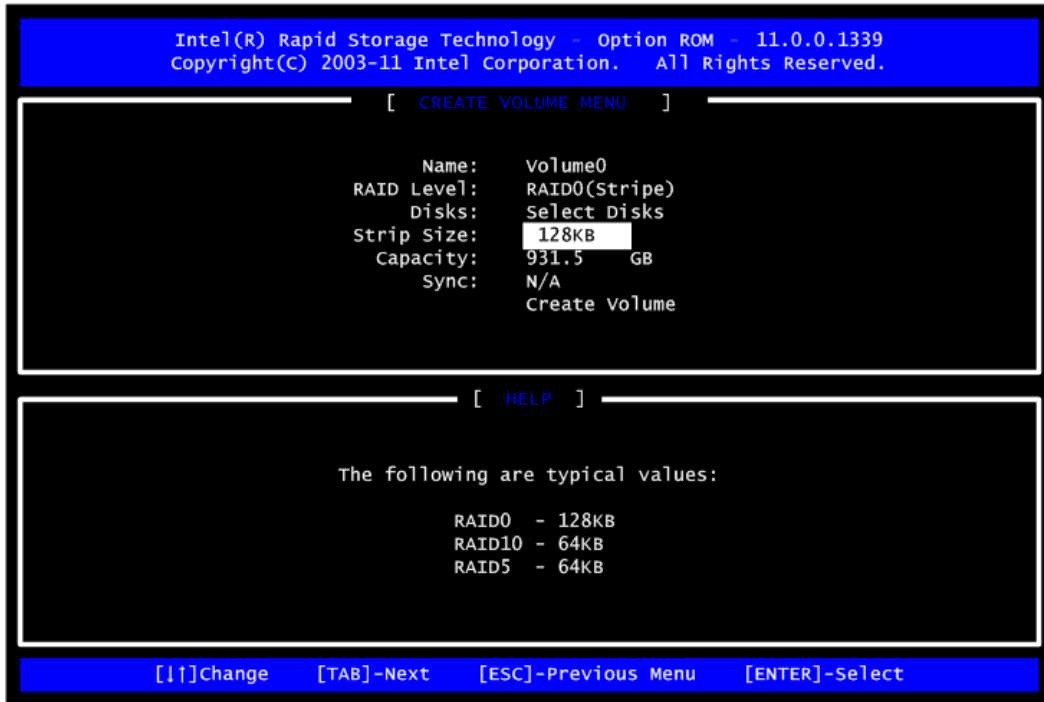 Intel(R) Rapid Storage Technology - Option ROM - 11.0.0.1339
Copyright(C) 2003-11 Intel Corporation. All Rights Reserved.
[ CREATE VOLUME MENU ]
Name: Volume0
RAID Level: RAID0(Stripe)
Disks: Select Disks
Strip Size: 128KB
Capacity: 931.5 GB
Sync: N/A
Create Volume
[ HELP ]
The following are typical values:
RAID0 - 128KB
RAID10 - 64KB
RAID5 - 64KB
[↓↑]Change [TAB]-Next [ESC]-Previous Menu [ENTER]-Select